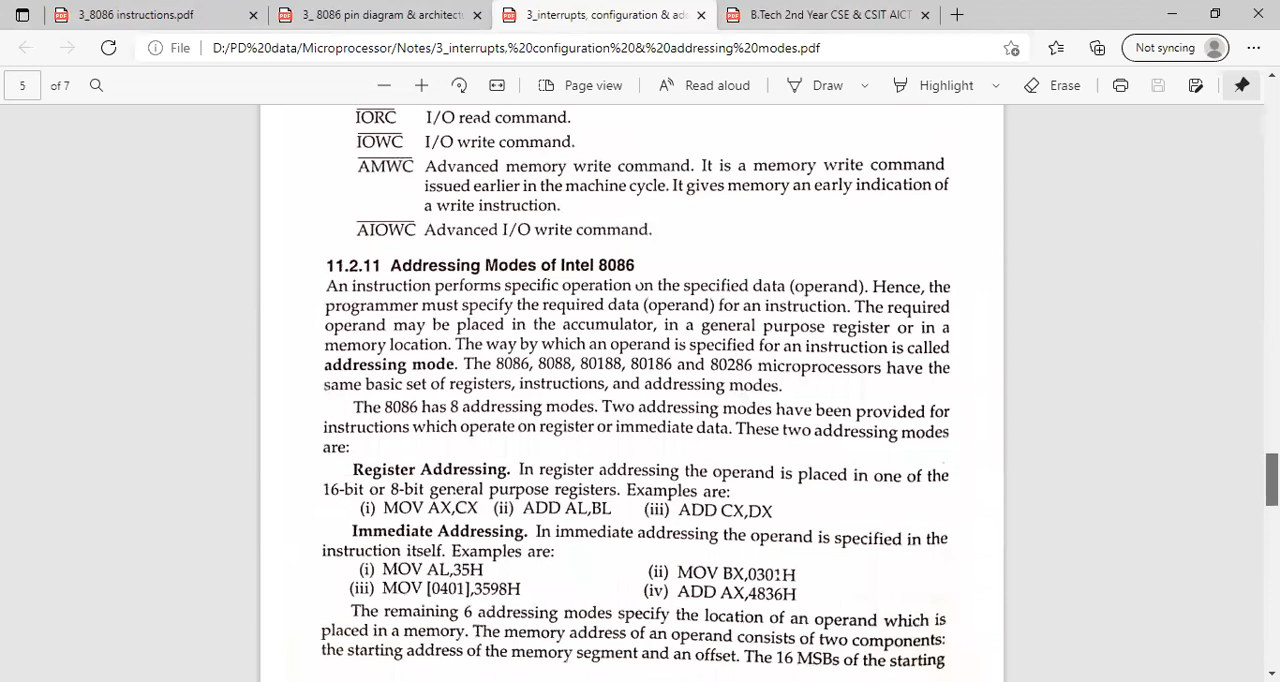 3_8086 instructions.pdf
3_ 8086 pin diagram & architectu
3_interrupts, configuration & ad
B.Tech 2nd Year CSE & CSIT AICT
File D:/PD%20data/Microprocessor/Notes/3_interrupts,%20configuration%20&%20addressing%20modes.pdf Not syncing
5 of 7 Page view Read aloud Draw Highlight Erase
IORC I/O read command.
IOWC I/O write command.
AMWC Advanced memory write command. It is a memory write command
issued earlier in the machine cycle. It gives memory an early indication of
a write instruction.
AIOWC Advanced I/O write command.
11.2.11 Addressing Modes of Intel 8086
An instruction performs specific operation on the specified data (operand). Hence, the
programmer must specify the required data (operand) for an instruction. The required
operand may be placed in the accumulator, in a general purpose register or in a
memory location. The way by which an operand is specified for an instruction is called
addressing mode. The 8086, 8088, 80188, 80186 and 80286 microprocessors have the
same basic set of registers, instructions, and addressing modes.
The 8086 has 8 addressing modes. Two addressing modes have been provided for
instructions which operate on register or immediate data. These two addressing modes
are:
Register Addressing. In register addressing the operand is placed in one of the
16-bit or 8-bit general purpose registers. Examples are:
(i) MOV AX,CX (ii) ADD AL,BL (iii) ADD CX,DX
Immediate Addressing. In immediate addressing the operand is specified in the
instruction itself. Examples are:
(i) MOV AL,35H (ii) MOV BX,0301H
(iii) MOV [0401],3598H (iv) ADD AX,4836H
The remaining 6 addressing modes specify the location of an operand which is
placed in a memory. The memory address of an operand consists of two components:
the starting address of the memory segment and an offset. The 16 MSBs of the starting